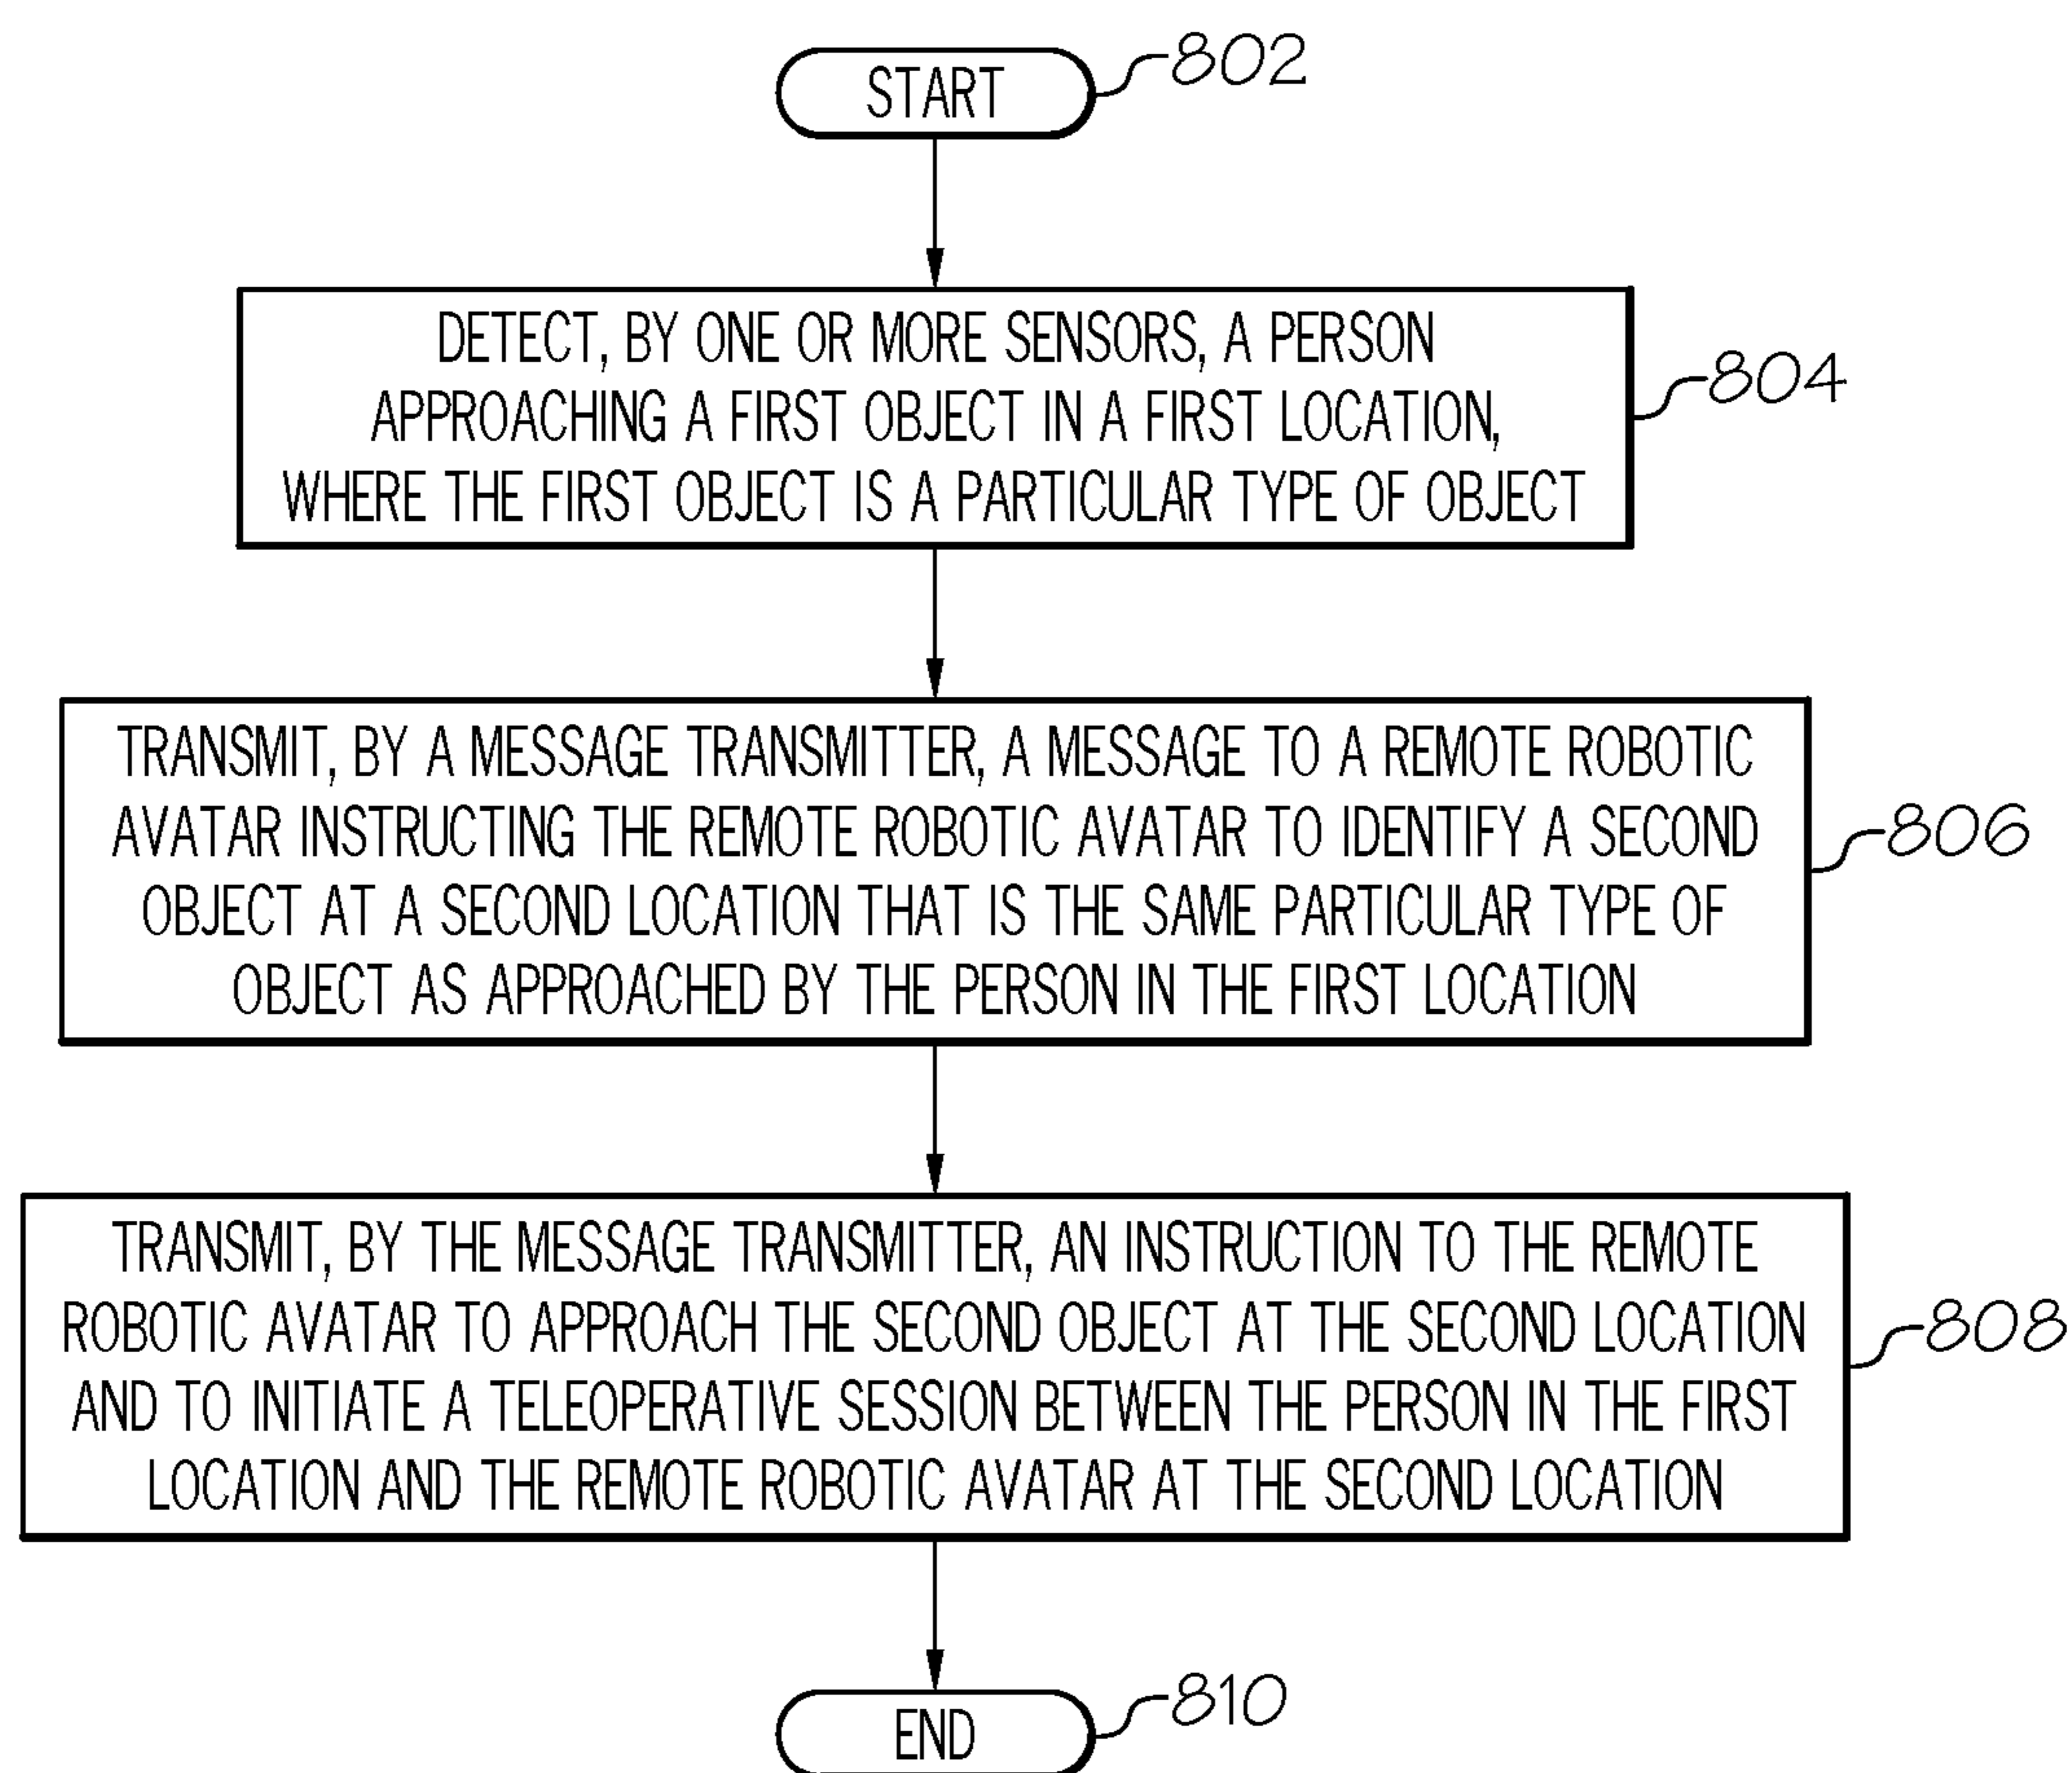 START
802
DETECT, BY ONE OR MORE SENSORS, A PERSON
APPROACHING A FIRST OBJECT IN A FIRST LOCATION,
WHERE THE FIRST OBJECT IS A PARTICULAR TYPE OF OBJECT
804
TRANSMIT, BY A MESSAGE TRANSMITTER, A MESSAGE TO A REMOTE ROBOTIC
AVATAR INSTRUCTING THE REMOTE ROBOTIC AVATAR TO IDENTIFY A SECOND
OBJECT AT A SECOND LOCATION THAT IS THE SAME PARTICULAR TYPE OF
OBJECT AS APPROACHED BY THE PERSON IN THE FIRST LOCATION
806
TRANSMIT, BY THE MESSAGE TRANSMITTER, AN INSTRUCTION TO THE REMOTE
ROBOTIC AVATAR TO APPROACH THE SECOND OBJECT AT THE SECOND LOCATION
AND TO INITIATE A TELEOPERATIVE SESSION BETWEEN THE PERSON IN THE FIRST
LOCATION AND THE REMOTE ROBOTIC AVATAR AT THE SECOND LOCATION
808
END
810